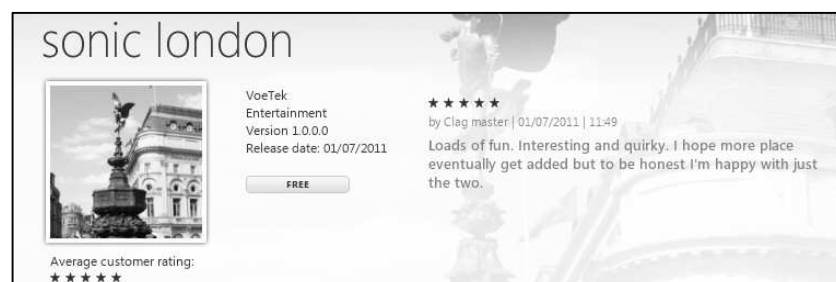 sonic london
VoeTek
Entertainment
Version 1.0.0.0
Release date: 01/07/2011
FREE
Average customer rating:
★ ★ ★ ★ ★
★ ★ ★ ★ ★
by Clag master | 01/07/2011 | 11:49
Loads of fun. Interesting and quirky. I hope more place
eventually get added but to be honest I'm happy with just
the two.